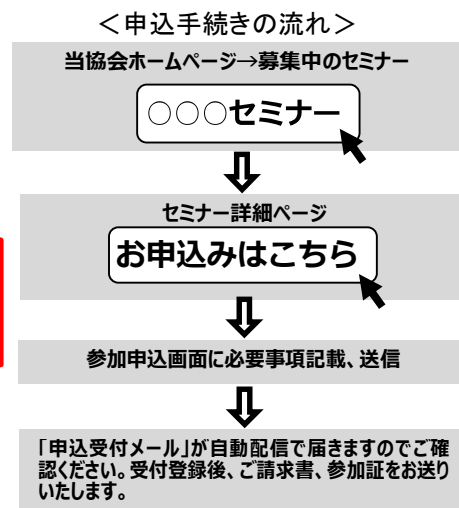 ＜申込手続きの流れ＞
当協会ホームページ→募集中のセミナー
○○○セミナー
セミナー詳細ページ
お申込みはこちら
参加申込画面に必要事項記載、送信
「申込受付メール」が自動配信で届きますのでご確
認ください。受付登録後、ご請求書、参加証をお送り
いたします。